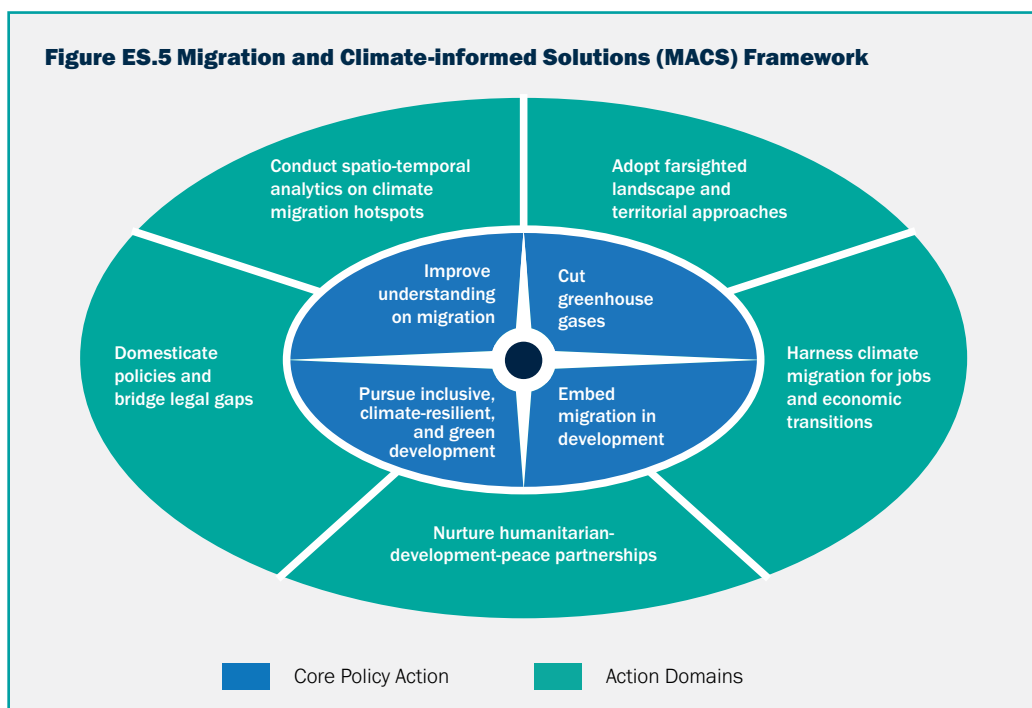 Figure ES.5 Migration and Climate-informed Solutions (MACS) Framework
Conduct spatio-temporal
analytics on climate
migration hotspots
Adopt farsighted
landscape and
territorial approaches
Improve
understanding
on migration
Cut
greenhouse
gases
Domesticate
policies and
bridge legal gaps
Harness climate
migration for jobs
and economic
transitions
Pursue inclusive,
climate-resilient,
and green
development
Embed
migration in
development
Nurture humanitarian-
development-peace partnerships
Core Policy Action
Action Domains